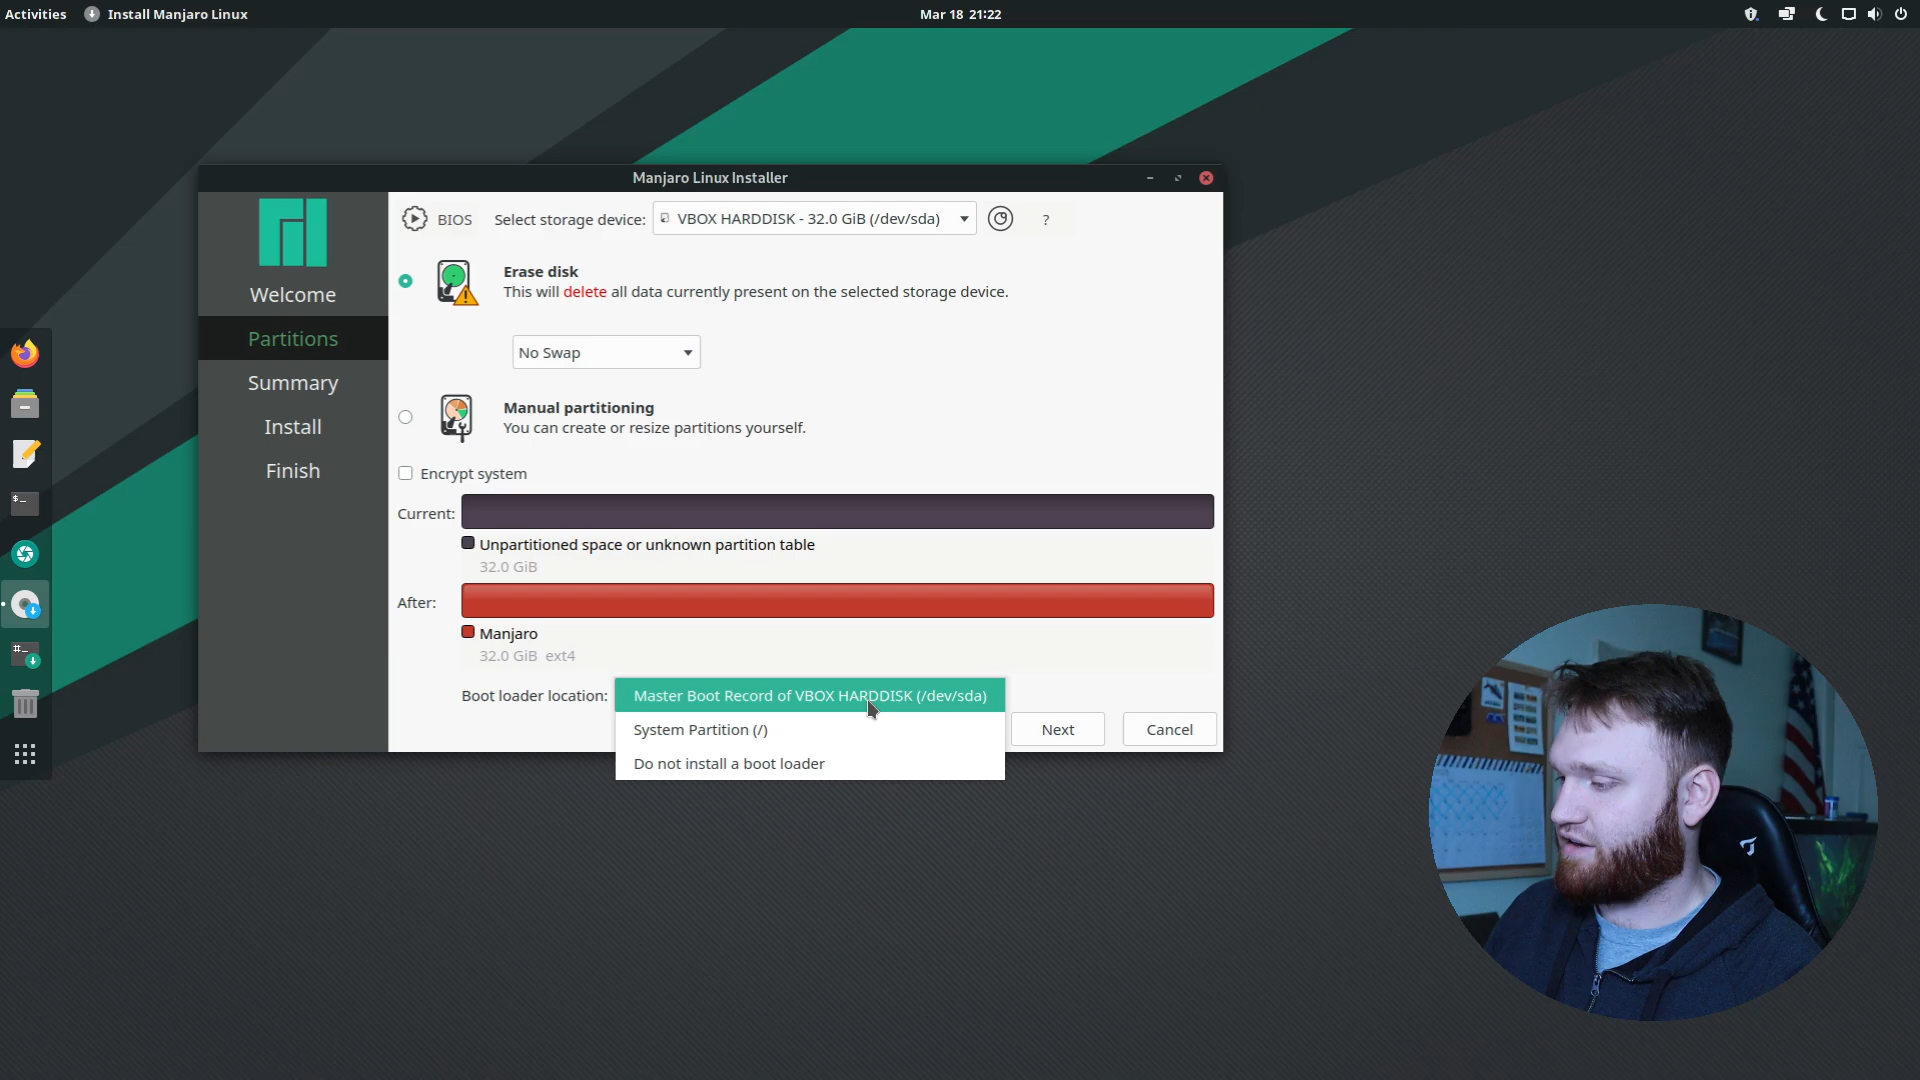 Activities
Install Manjaro Linux
Mar 18 21:22
Manjaro Linux Installer
Welcome
Partitions
Summary
Install
Finish
BIOS
Select storage device:
VBOX HARDDISK - 32.0 GiB (/dev/sda)
?
Erase disk
This will delete all data currently present on the selected storage device.
No Swap
Manual partitioning
You can create or resize partitions yourself.
Encrypt system
Current:
Unpartitioned space or unknown partition table
32.0 GiB
After:
Manjaro
32.0 GiB ext4
Boot loader location:
Master Boot Record of VBOX HARDDISK (/dev/sda)
System Partition (/)
Do not install a boot loader
Next
Cancel